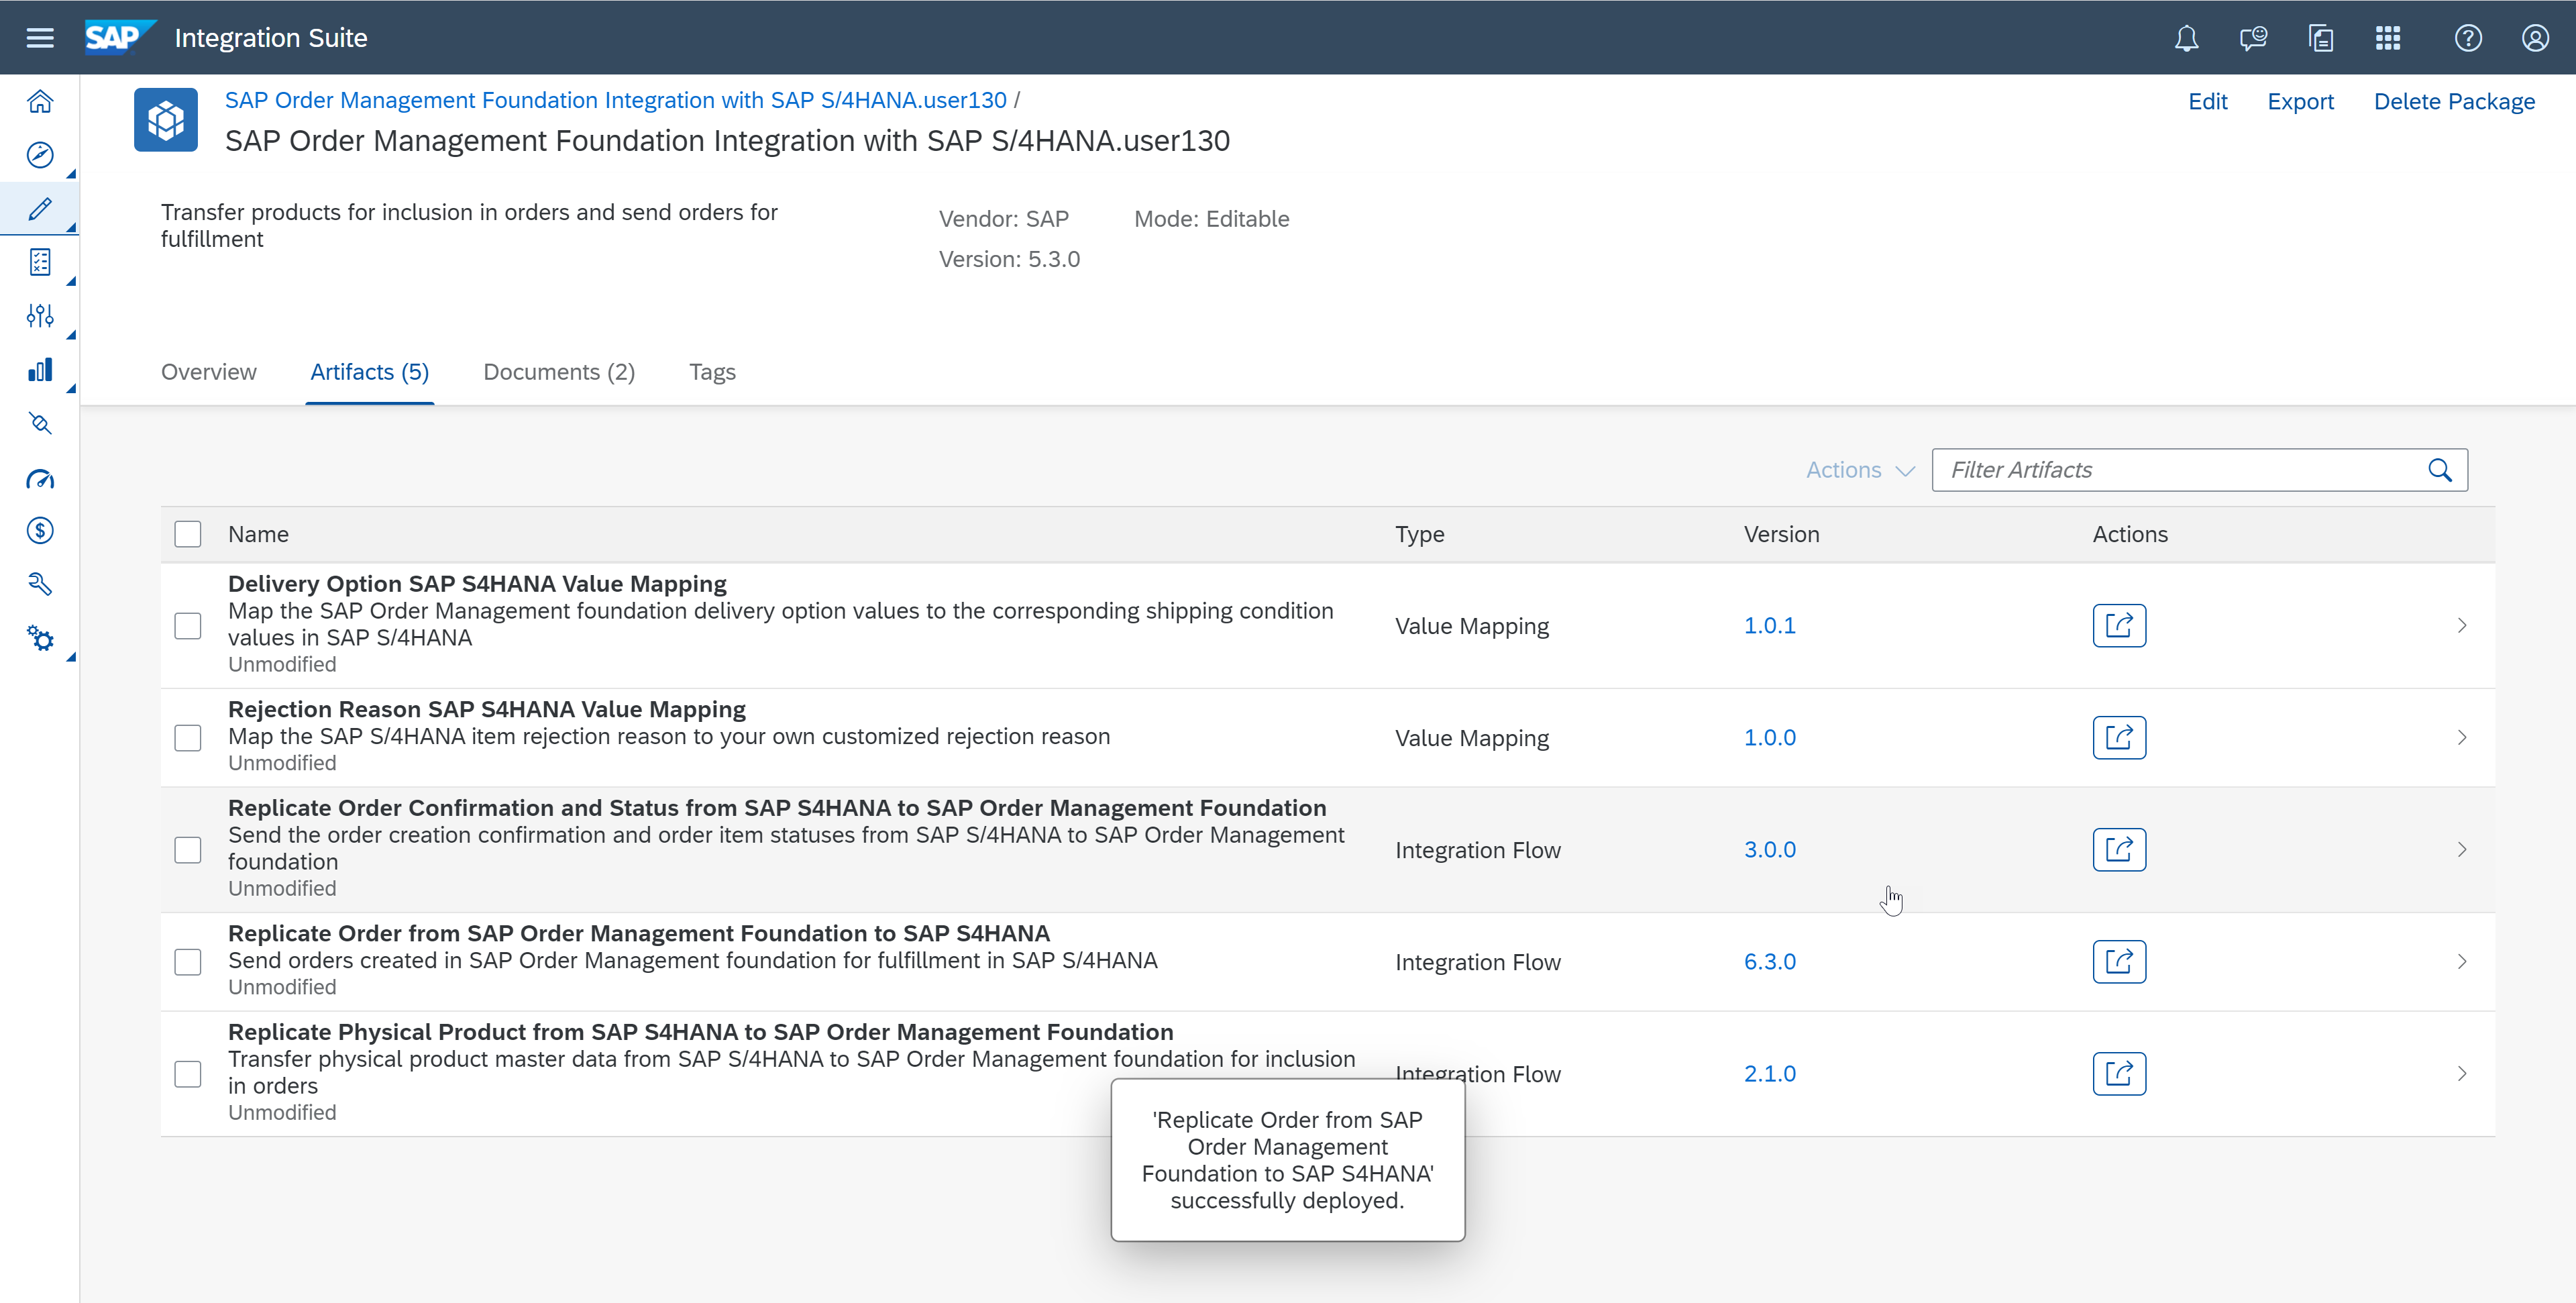 SAP Integration Suite
SAP Order Management Foundation Integration with SAP S/4HANA.user130 /
Edit Export Delete Package
SAP Order Management Foundation Integration with SAP S/4HANA.user130
Transfer products for inclusion in orders and send orders for
fulfillment
Vendor: SAP Mode: Editable
Version: 5.3.0
Overview Artifacts (5) Documents (2) Tags
Actions Filter Artifacts
Name Type Version Actions
Delivery Option SAP S4HANA Value Mapping
Map the SAP Order Management foundation delivery option values to the corresponding shipping condition
values in SAP S/4HANA
Unmodified
Value Mapping 1.0.1
Rejection Reason SAP S4HANA Value Mapping
Map the SAP S/4HANA item rejection reason to your own customized rejection reason
Unmodified
Value Mapping 1.0.0
Replicate Order Confirmation and Status from SAP S4HANA to SAP Order Management Foundation
Send the order creation confirmation and order item statuses from SAP S/4HANA to SAP Order Management
foundation
Unmodified
Integration Flow 3.0.0
Replicate Order from SAP Order Management Foundation to SAP S4HANA
Send orders created in SAP Order Management foundation for fulfillment in SAP S/4HANA
Unmodified
Integration Flow 6.3.0
Replicate Physical Product from SAP S4HANA to SAP Order Management Foundation
Transfer physical product master data from SAP S/4HANA to SAP Order Management foundation for inclusion
in orders
Unmodified
Integration Flow 2.1.0
'Replicate Order from SAP
Order Management
Foundation to SAP S4HANA'
successfully deployed.